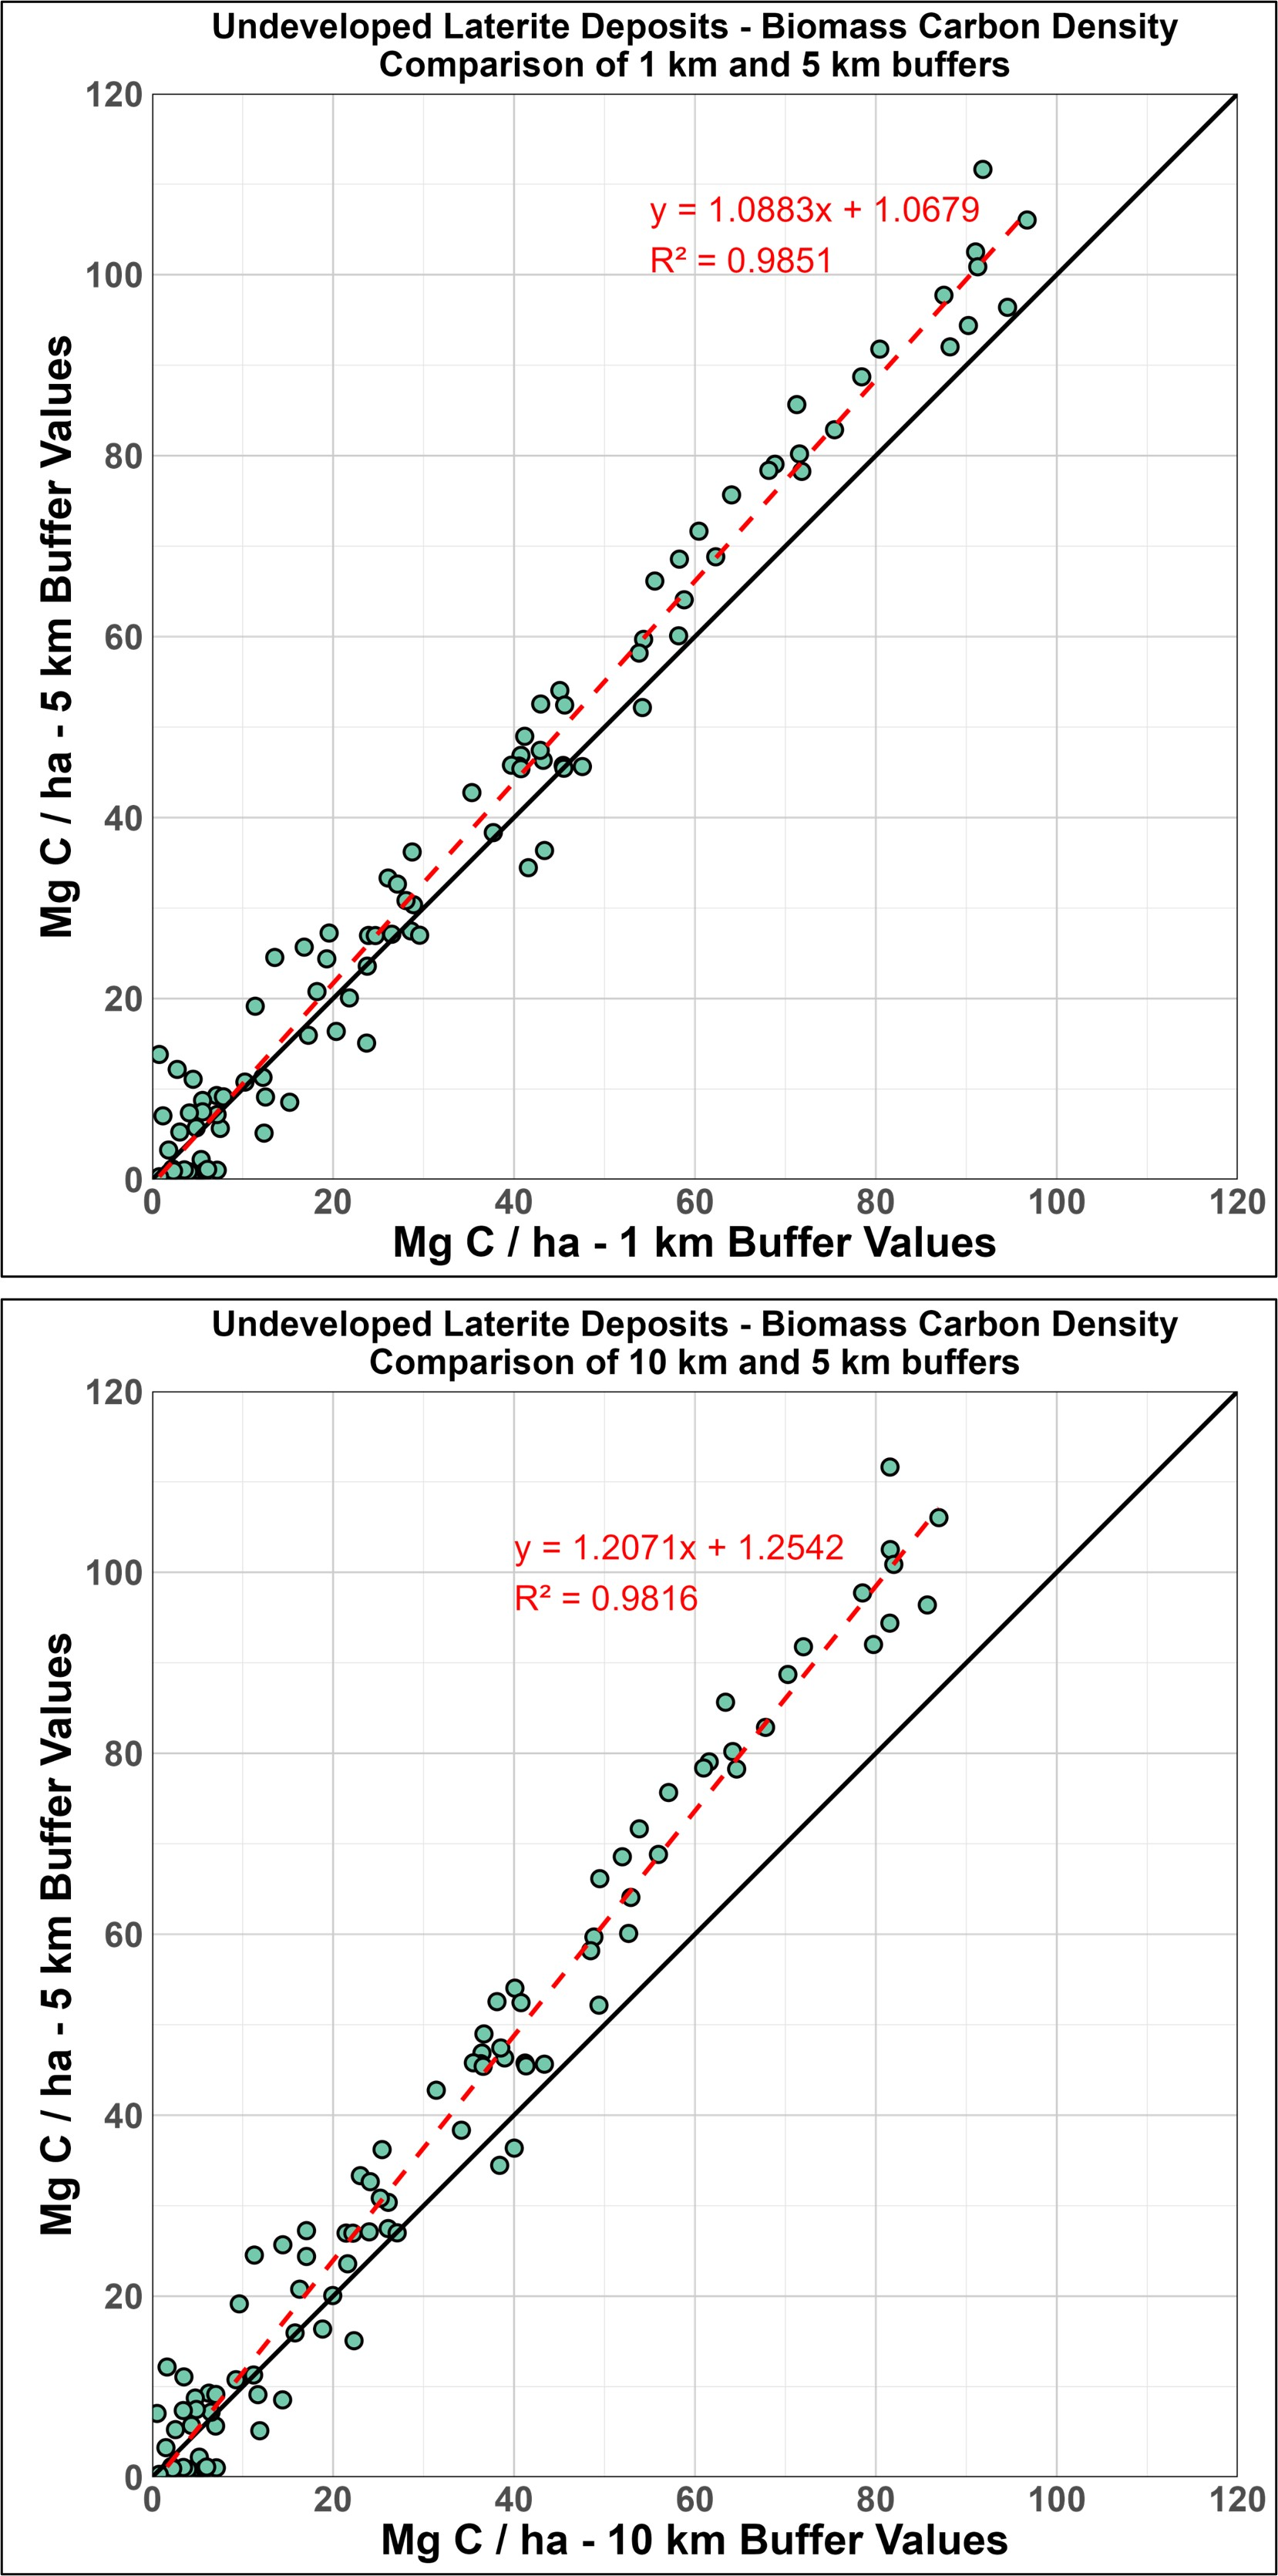 Undeveloped Laterite Deposits - Biomass Carbon Density
Comparison of 1 km and 5 km buffers
120
100
80
60
40
20
0
Mg C / ha - 5 km Buffer Values
y = 1.0883x + 1.0679
R² = 0.9851
0 20 40 60 80 100 120
Mg C / ha - 1 km Buffer Values
Undeveloped Laterite Deposits - Biomass Carbon Density
Comparison of 10 km and 5 km buffers
120
100
80
60
40
20
0
Mg C / ha - 5 km Buffer Values
y = 1.2071x + 1.2542
R² = 0.9816
0 20 40 60 80 100 120
Mg C / ha - 10 km Buffer Values